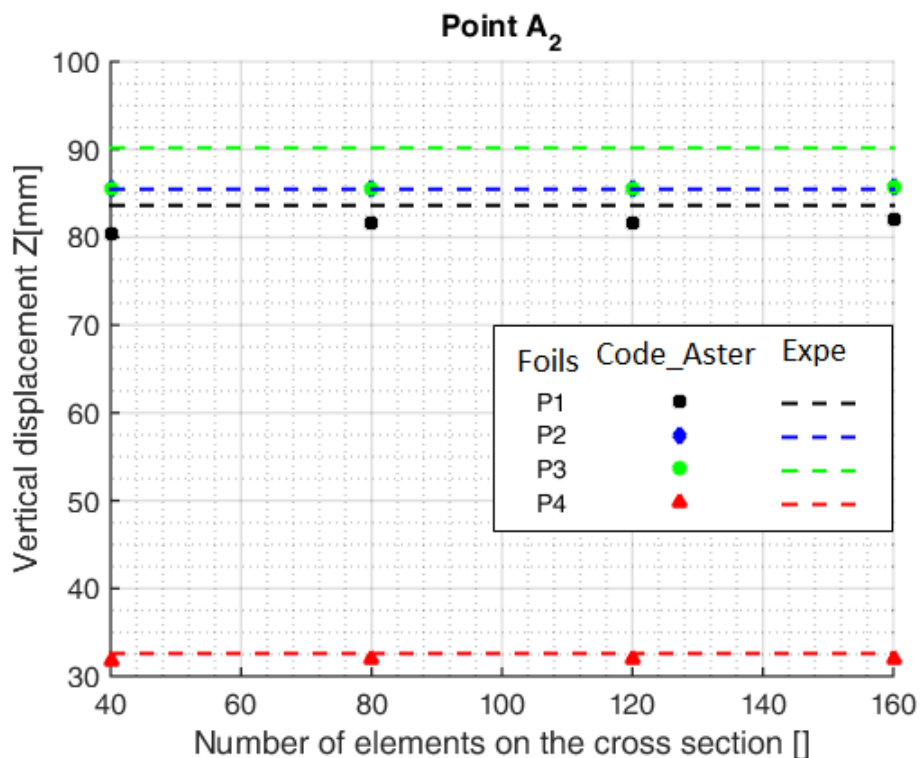 Point A2
Vertical displacement Z[mm]
100
90
80
70
60
50
40
30
Foils Code_Aster Expe
P1
P2
P3
P4
40 60 80 100 120 140 160
Number of elements on the cross section []